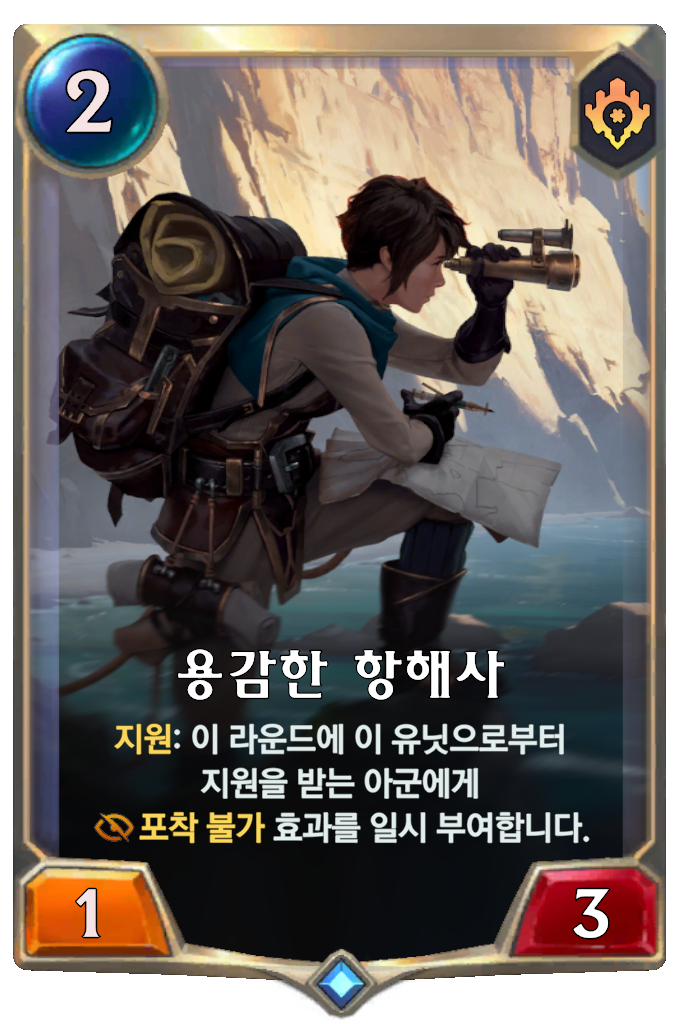 2
용감한 항해사
지원: 이 라운드에 이 유닛으로부터
지원을 받는 아군에게
포착 불가 효과를 일시 부여합니다.
1
3